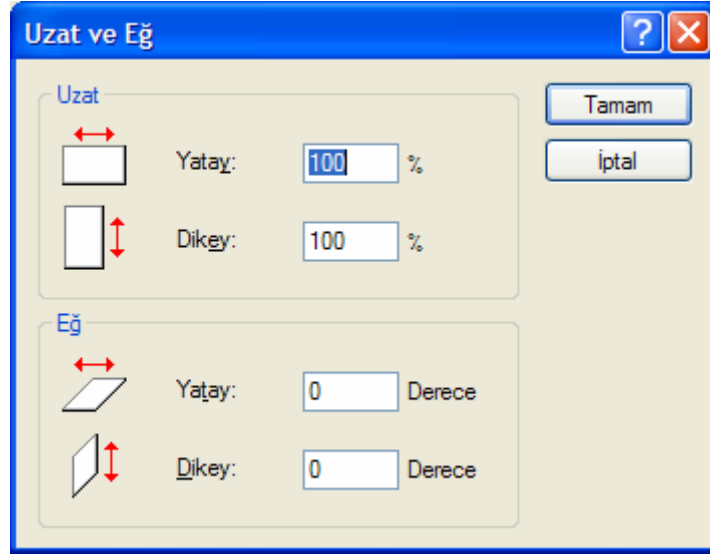 Uzat ve Eğ
Uzat
Yatay: 100 %
Dikey: 100 %
Tamam
İptal
Eğ
Yatay: 0 Derece
Dikey: 0 Derece